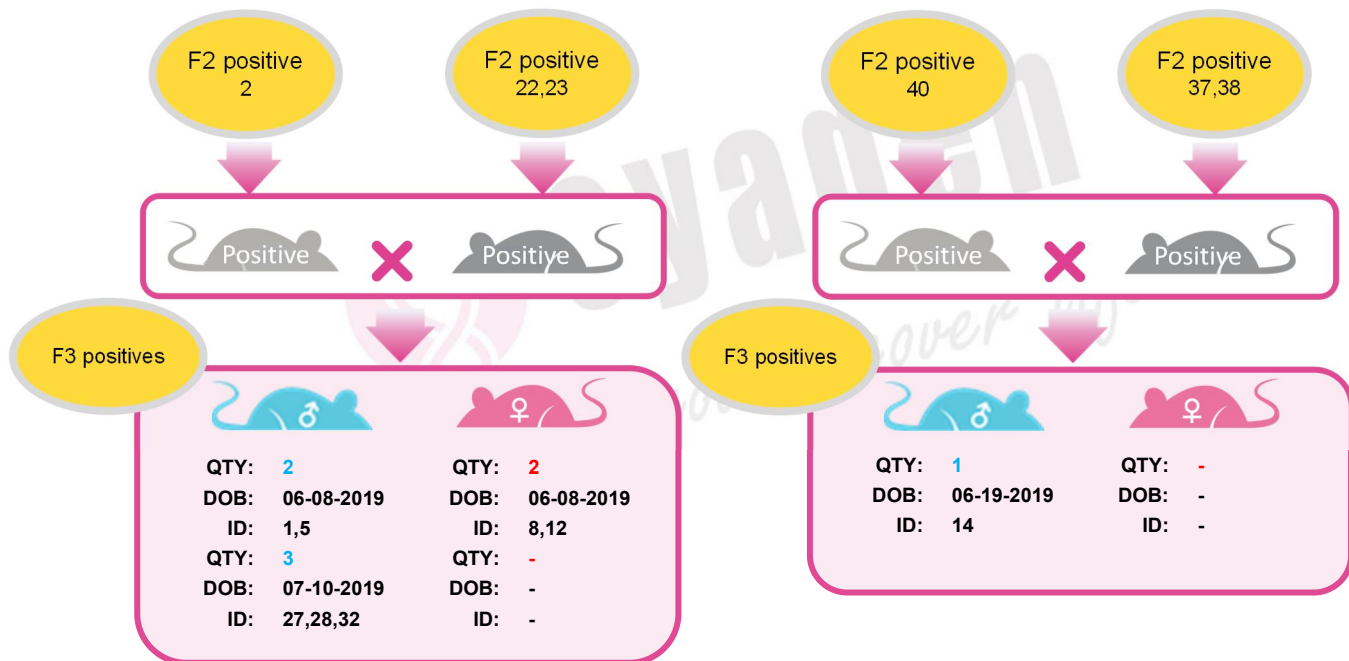 F2 positive
2
F2 positive
22,23
Positive
Positive
F3 positives
♂
♀
QTY: 2 QTY: 2
DOB: 06-08-2019 DOB: 06-08-2019
ID: 1,5 ID: 8,12
QTY: 3 QTY: -
DOB: 07-10-2019 DOB: -
ID: 27,28,32 ID: -
F2 positive
40
F2 positive
37,38
Positive
Positive
F3 positives
♂
♀
QTY: 1 QTY: -
DOB: 06-19-2019 DOB: -
ID: 14 ID: -